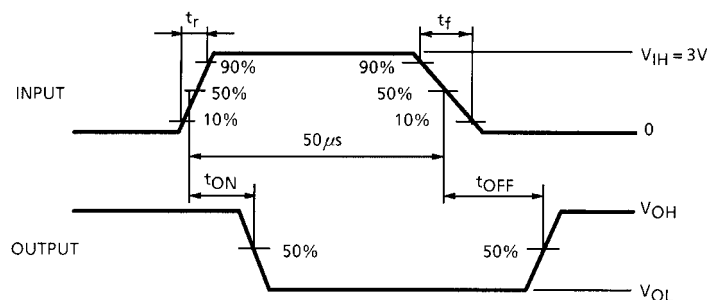 tr
tf
90%
90%
VIH = 3V
INPUT
50%
50%
10%
10%
0
50μs
tON
tOFF
VOH
OUTPUT
50%
50%
VOL